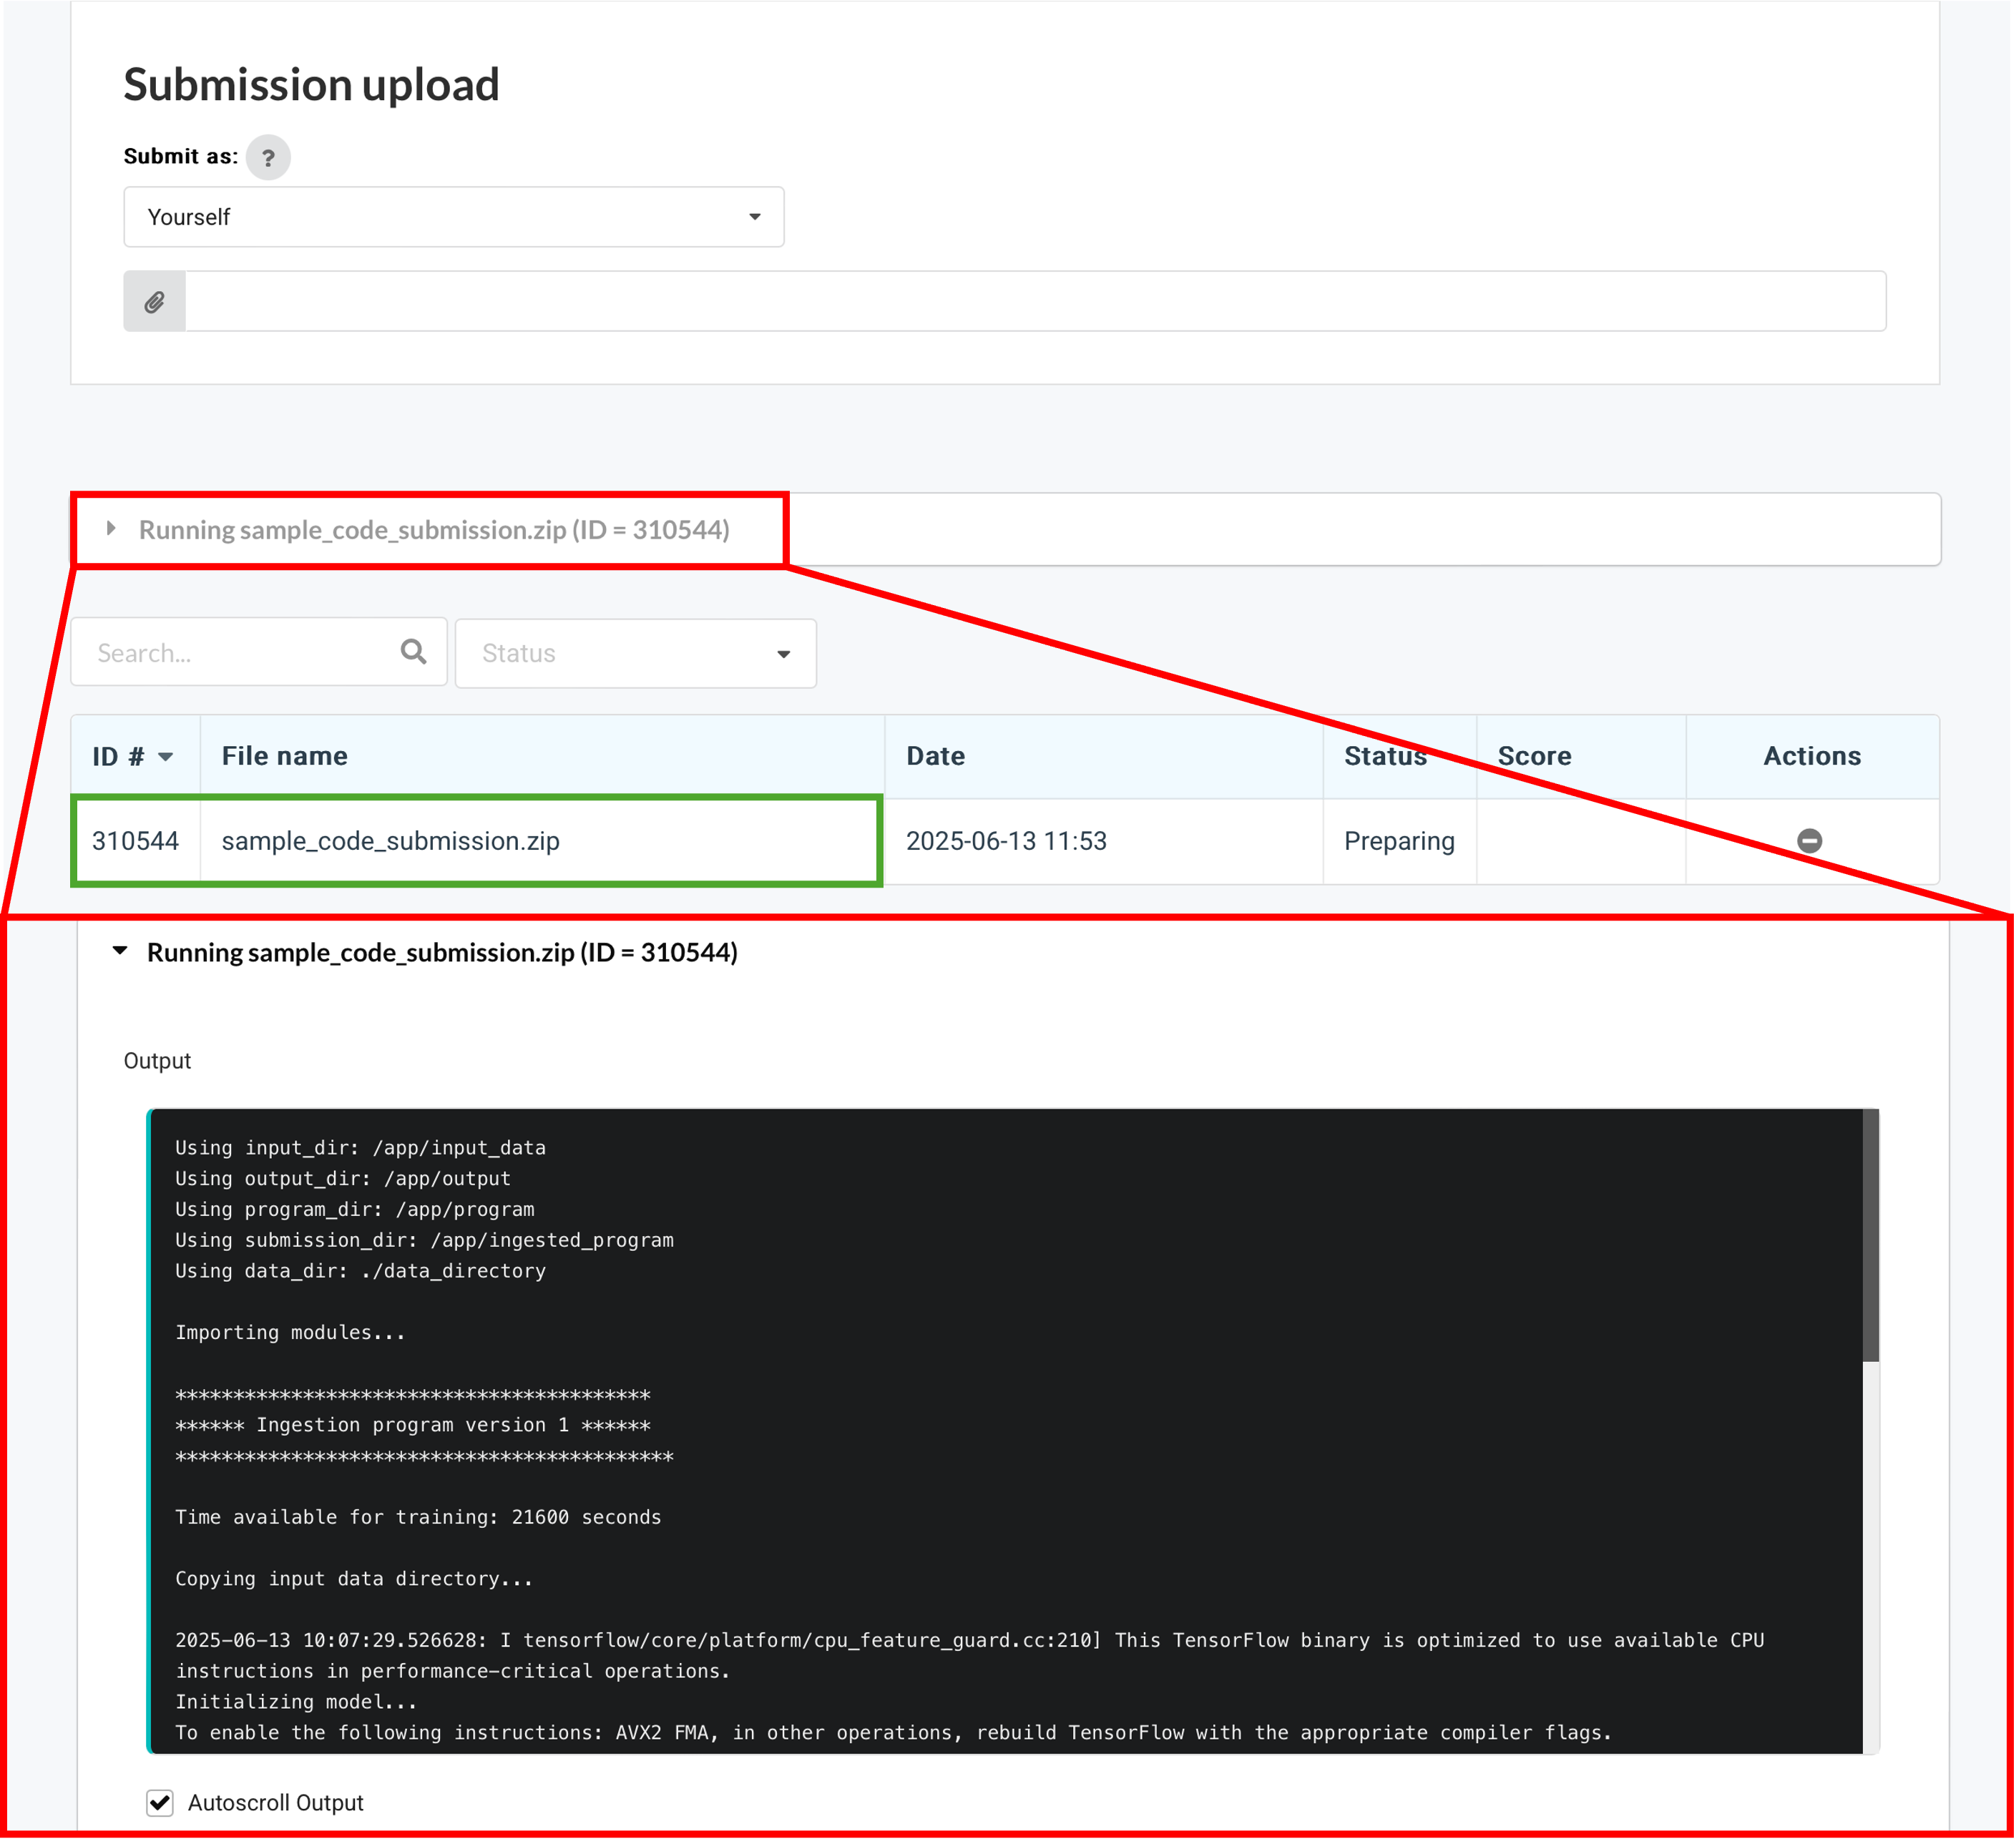 Submission upload
Submit as: ?
Yourself
Running sample_code_submission.zip (ID = 310544)
Search... Status
ID # File name Date Status Score Actions
310544 sample_code_submission.zip 2025-06-13 11:53 Preparing
Running sample_code_submission.zip (ID = 310544)
Output
Using input_dir: /app/input_data
Using output_dir: /app/output
Using program_dir: /app/program
Using submission_dir: /app/ingested_program
Using data_dir: ./data_directory
Importing modules...
*****************************************
****** Ingestion program version 1 ******
*******************************************
Time available for training: 21600 seconds
Copying input data directory...
2025-06-13 10:07:29.526628: I tensorflow/core/platform/cpu_feature_guard.cc:210] This TensorFlow binary is optimized to use available CPU
instructions in performance-critical operations.
Initializing model...
To enable the following instructions: AVX2 FMA, in other operations, rebuild TensorFlow with the appropriate compiler flags.
Autoscroll Output